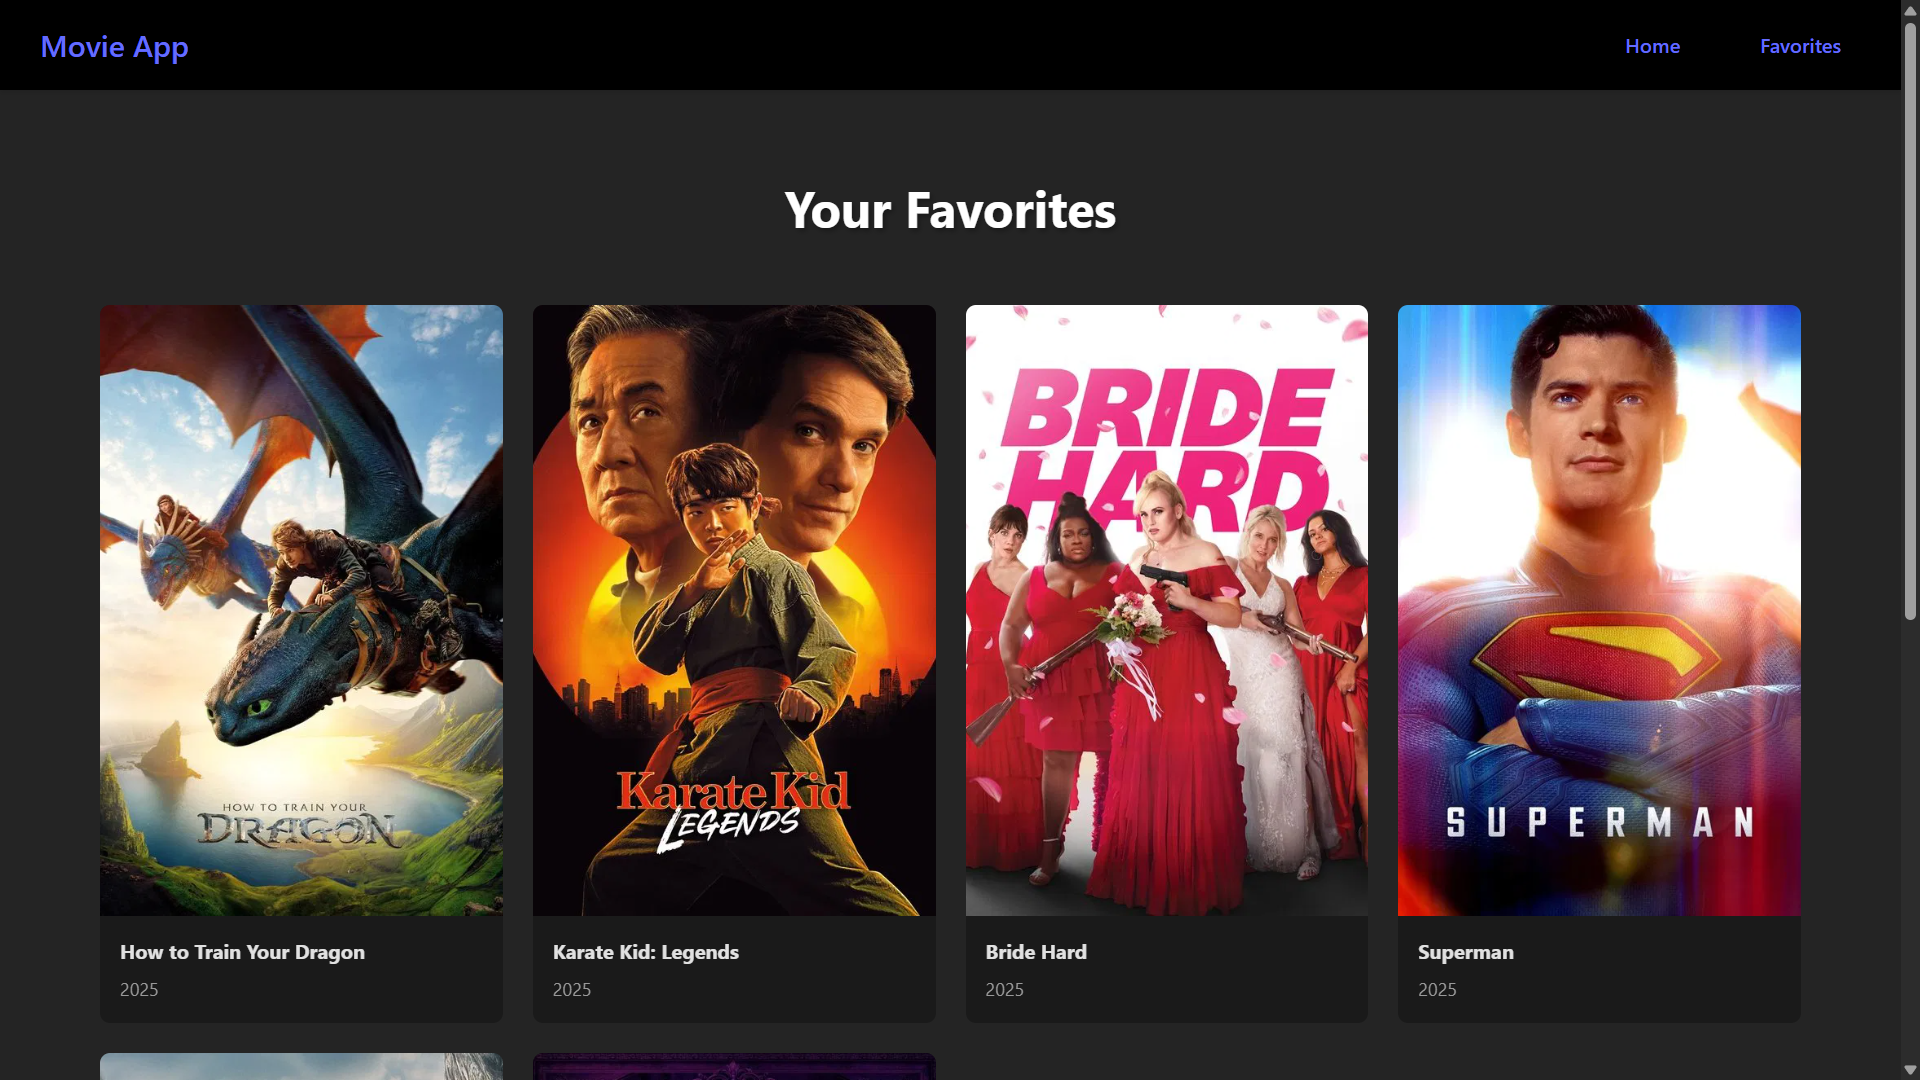 Movie App
Home
Favorites
Your Favorites
HOW TO TRAIN YOUR
DRAGON
Karate Kid
LEGENDS
BRIDE
HARD
SUPERMAN
How to Train Your Dragon
2025
Karate Kid: Legends
2025
Bride Hard
2025
Superman
2025